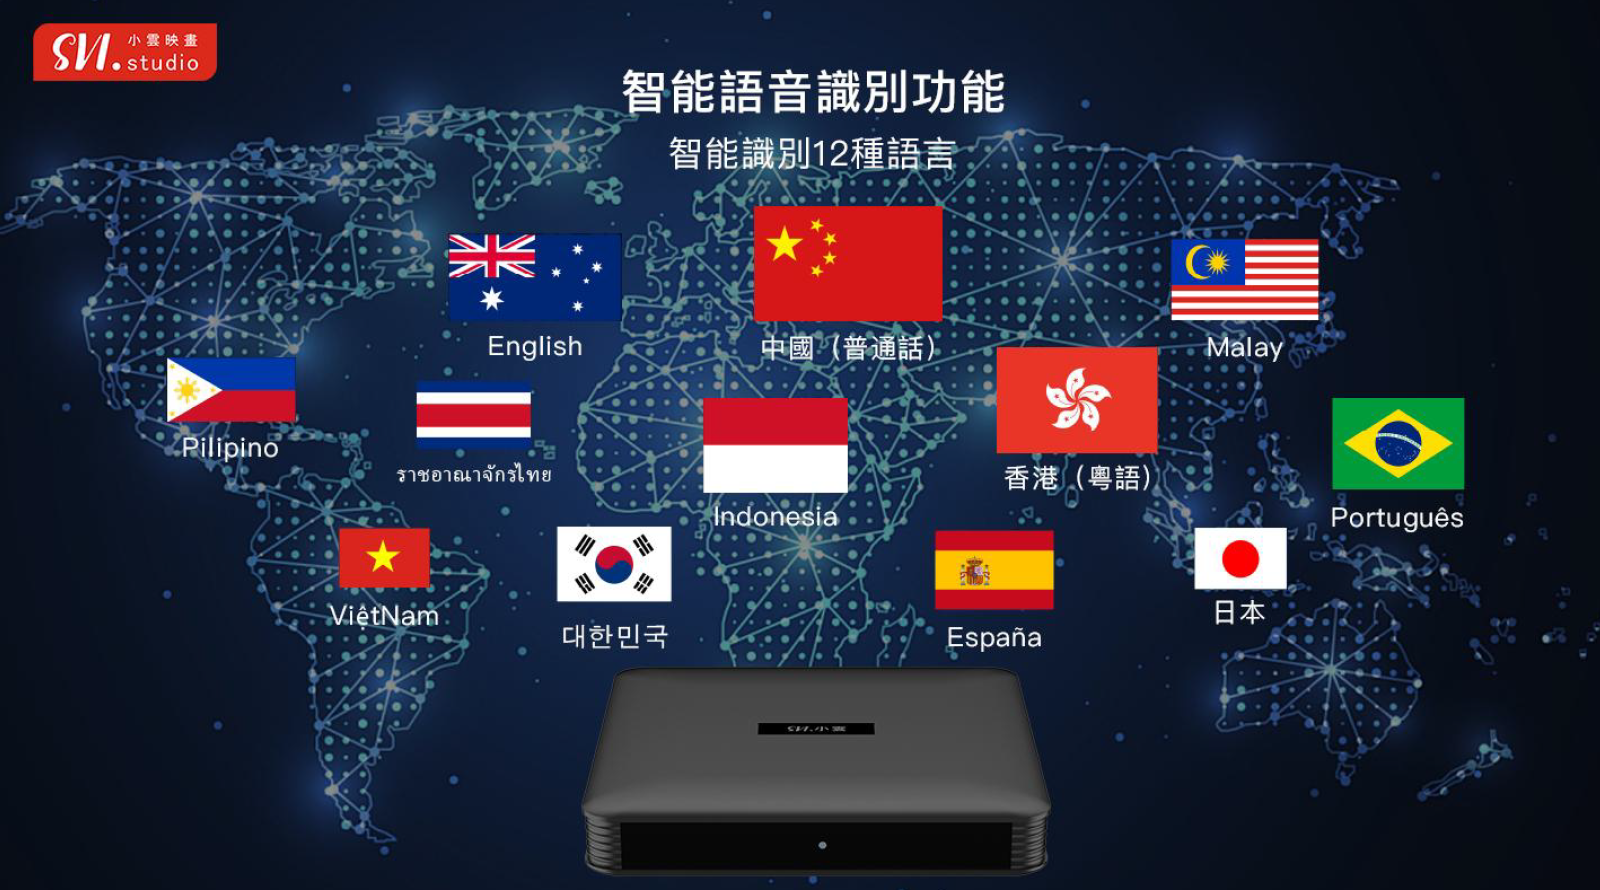 SVI.
小雲映畫
studio
智能語音識別功能
智能識別12種語言
English
中國（普通話）
Malay
Pilipino
ราชอาณาจักรไทย
Indonesia
香港（粵語）
Português
ViệtNam
대한민국
España
日本
小雲